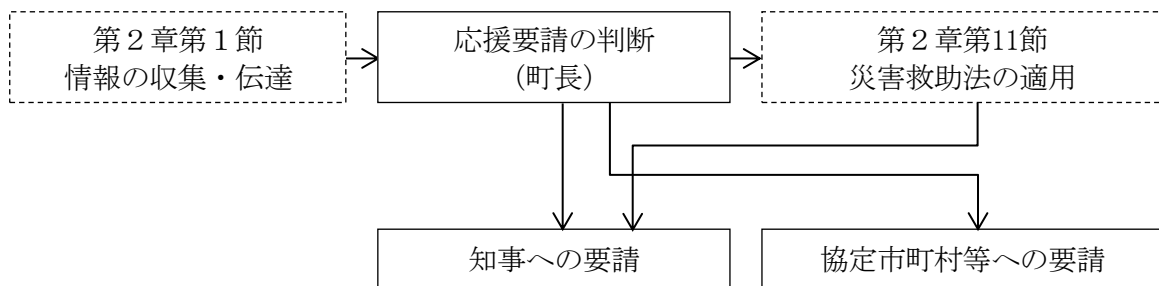 第２章第１節
情報の収集・伝達
応援要請の判断
(町長)
第２章第11節
災害救助法の適用
知事への要請
協定市町村等への要請